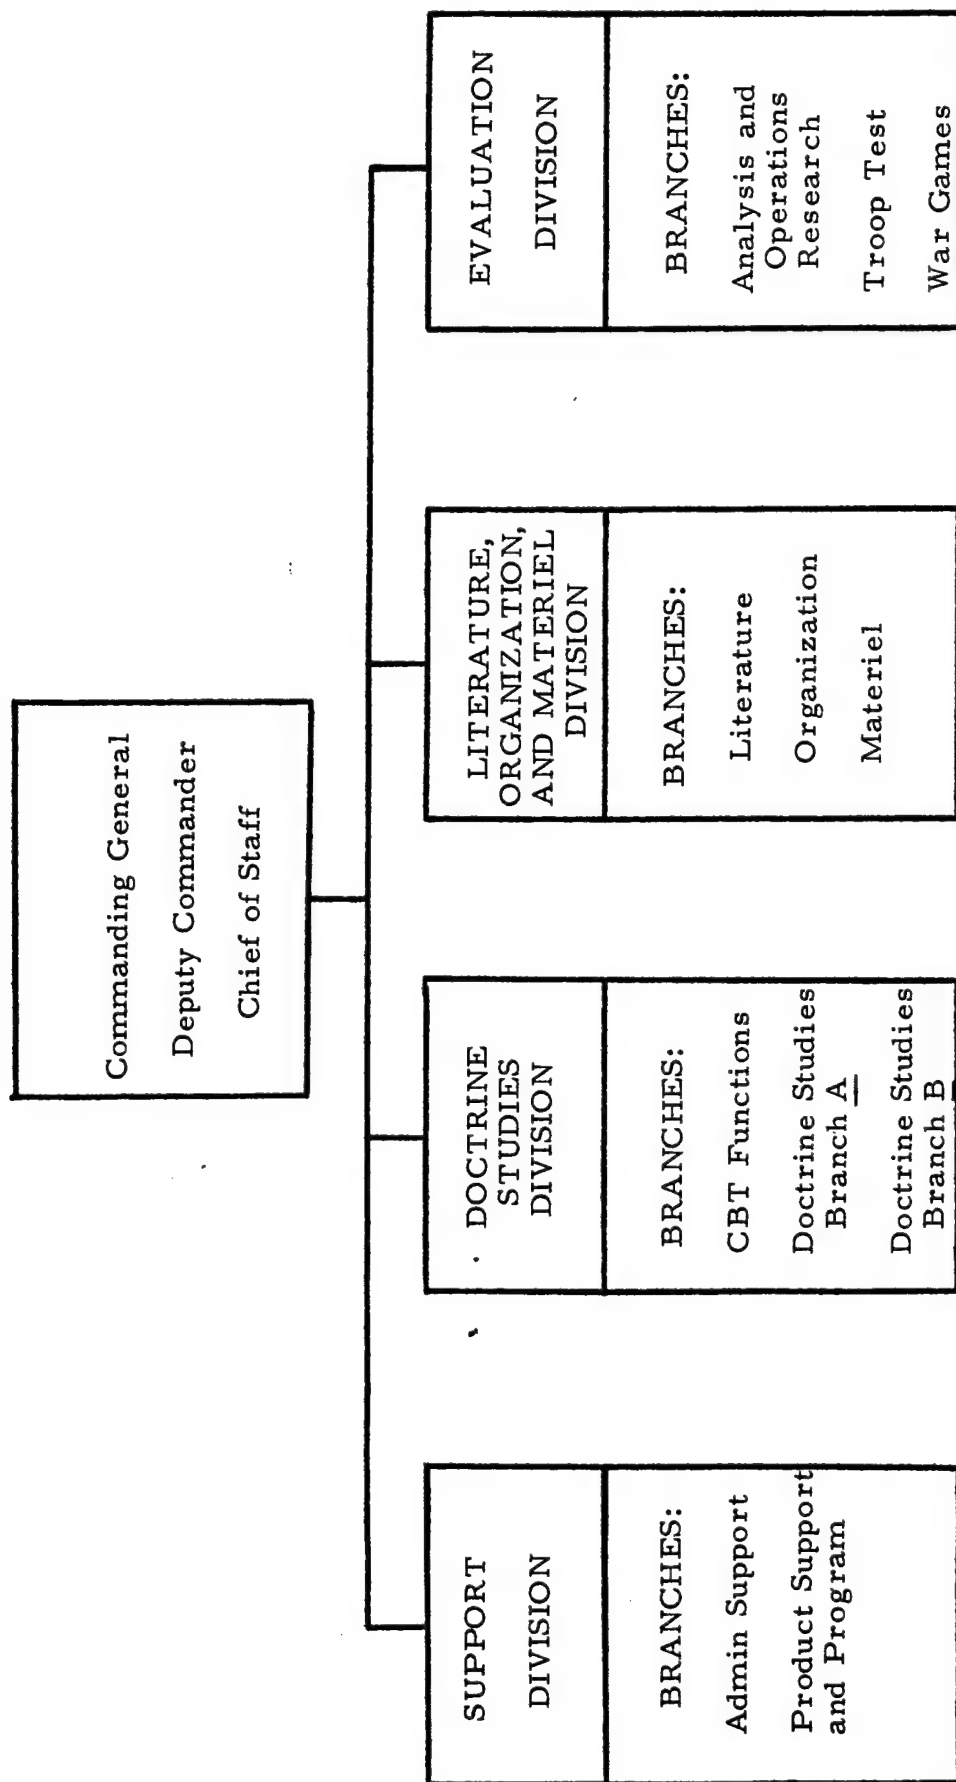 Commanding General
Deputy Commander
Chief of Staff
SUPPORT
DIVISION
BRANCHES:
Admin Support
Product Support
and Program
DOCTRINE
STUDIES
DIVISION
BRANCHES:
CBT Functions
Doctrine Studies
Branch A
Doctrine Studies
Branch B
LITERATURE,
ORGANIZATION,
AND MATERIEL
DIVISION
BRANCHES:
Literature
Organization
Materiel
EVALUATION
DIVISION
BRANCHES:
Analysis and
Operations
Research
Troop Test
War Games